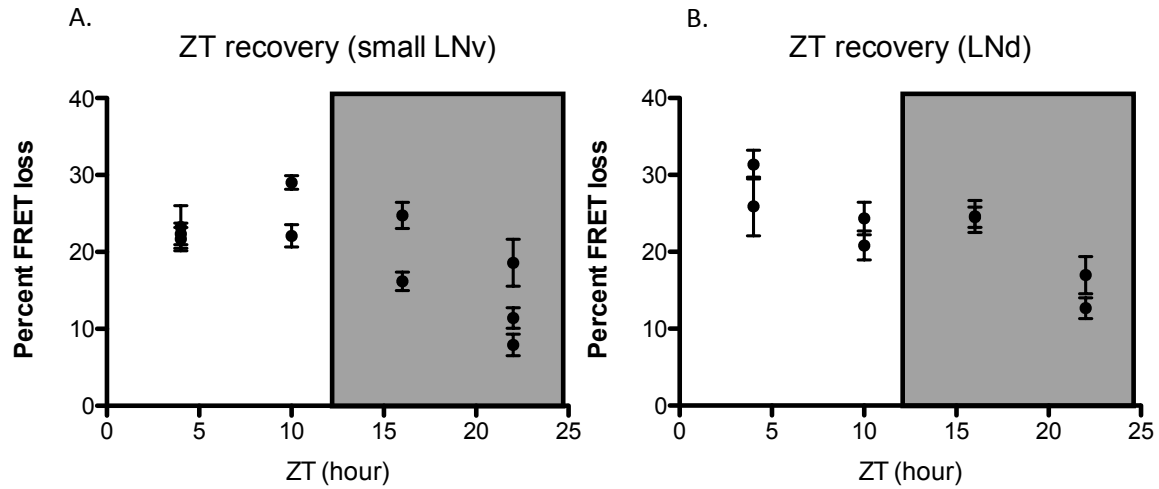 A.
ZT recovery (small LNv)
Percent FRET loss
40
30
20
10
0
0 5 10 15 20 25
ZT (hour)
B.
ZT recovery (LNd)
Percent FRET loss
40
30
20
10
0
0 5 10 15 20 25
ZT (hour)